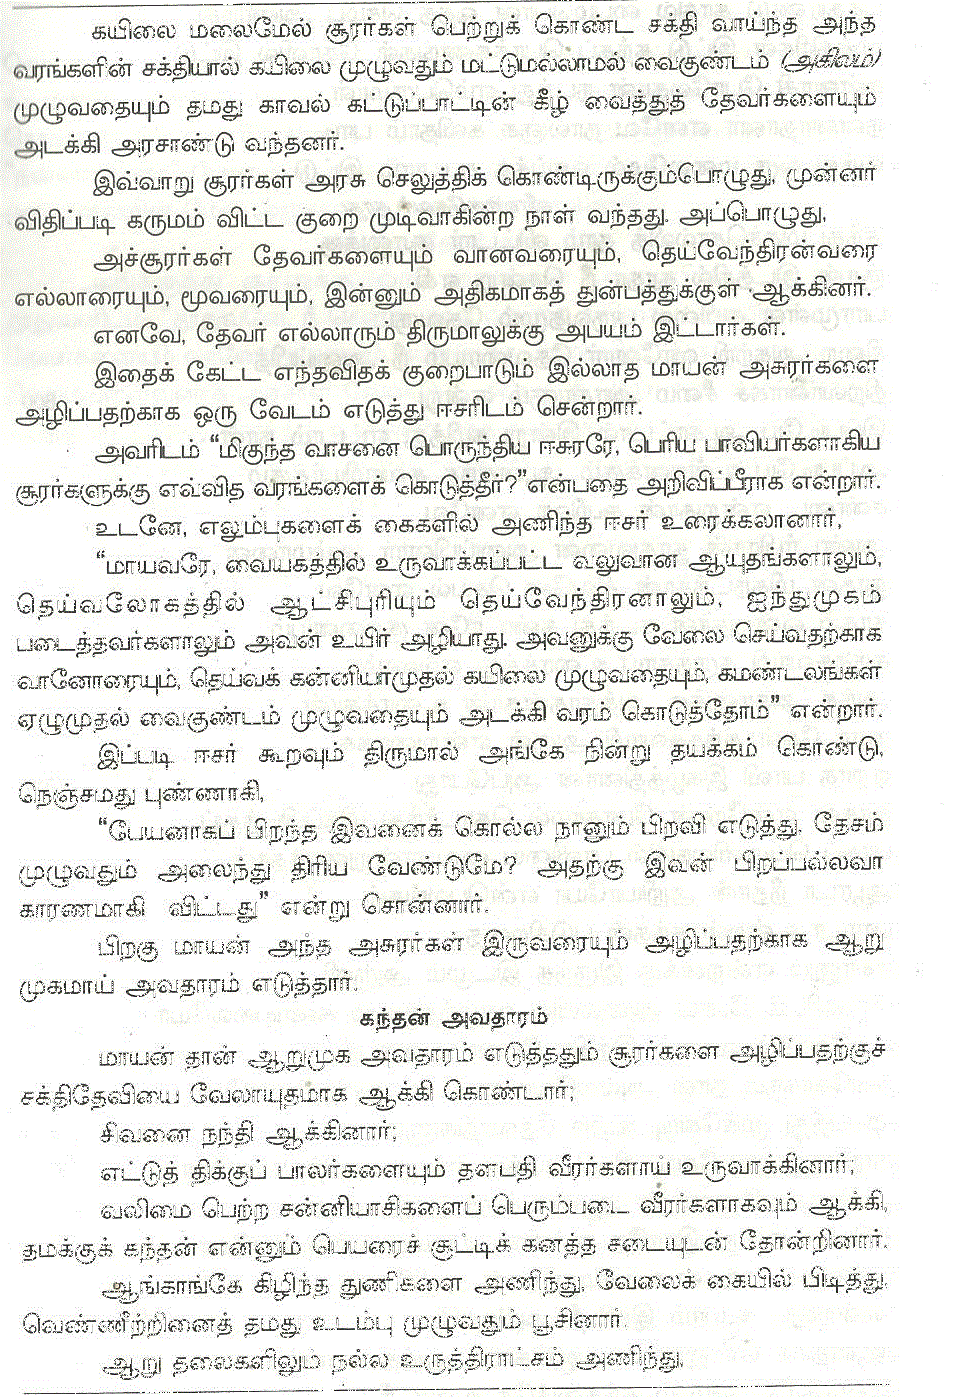 கயிலை மலைமேல் சூரர்கள் பெற்றுக் கொண்ட சக்தி வாய்ந்த அந்த
வரங்களின் சக்தியால் கயிலை முழுவதும் மட்டுமல்லாமல் வைகுண்டம் (அகிலம்)
முழுவதையும் தமது காவல் கட்டுப்பாட்டின் கீழ் வைத்துத் தேவர்களையும்
அடக்கி அரசாண்டு வந்தனர்.
இவ்வாறு சூரர்கள் அரசு செலுத்திக் கொண்டிருக்கும்பொழுது, முன்னர்
விதிப்படி கருமம் விட்ட குறை முடிவாகின்ற நாள் வந்தது. அப்பொழுது,
அச்சூரர்கள் தேவர்களையும் வானவரையும், தெய்வேந்திரன்வரை
எல்லாரையும், மூவரையும், இன்னும் அதிகமாகத் துன்பத்துக்குள் ஆக்கினர்.
எனவே, தேவர் எல்லாரும் திருமாலுக்கு அபயம் இட்டார்கள்.
இதைக் கேட்ட எந்தவிதக் குறைபாடும் இல்லாத மாயன் அசுரர்களை
அழிப்பதற்காக ஒரு வேடம் எடுத்து ஈசரிடம் சென்றார்.
அவரிடம் “மிகுந்த வாசனை பொருந்திய ஈசுரரே, பெரிய பாவியர்களாகிய
சூரர்களுக்கு எவ்வித வரங்களைக் கொடுத்தீர்?” என்பதை அறிவிப்பீராக என்றார்.
உடனே, எலும்புகளைக் கைகளில் அணிந்த ஈசர் உரைக்கலானார்,
“மாயவரே, வையகத்தில் உருவாக்கப்பட்ட வலுவான ஆயுதங்களாலும்,
தெய்வலோகத்தில் ஆட்சிபுரியும் தெய்வேந்திரனாலும், ஐந்துமுகம்
படைத்தவர்களாலும் அவன் உயிர் அழியாது. அவனுக்கு வேலை செய்வதற்காக
வானோரையும், தெய்வக் கன்னியர்முதல் கயிலை முழுவதையும், கமண்டலங்கள்
ஏழுமுதல் வைகுண்டம் முழுவதையும் அடக்கி வரம் கொடுத்தோம்” என்றார்.
இப்படி ஈசர் கூறவும் திருமால் அங்கே நின்று தயக்கம் கொண்டு,
நெஞ்சமது புண்ணாகி,
“பேயனாகப் பிறந்த இவனைக் கொல்ல நானும் பிறவி எடுத்து, தேசம்
முழுவதும் அலைந்து திரிய வேண்டுமே? அதற்கு இவன் பிறப்பல்லவா
காரணமாகி விட்டது” என்று சொன்னார்.
பிறகு மாயன் அந்த அசுரர்கள் இருவரையும் அழிப்பதற்காக ஆறு
முகமாய் அவதாரம் எடுத்தார்.
கந்தன் அவதாரம்
மாயன் தான் ஆறுமுக அவதாரம் எடுத்ததும் சூரர்களை அழிப்பதற்குச்
சக்திதேவியை வேலாயுதமாக ஆக்கி கொண்டார்;
சிவனை நந்தி ஆக்கினார்;
எட்டுத் திக்குப் பாலர்களையும் தளபதி வீரர்களாய் உருவாக்கினார்;
வலிமை பெற்ற சன்னியாசிகளைப் பெரும்படை வீரர்களாகவும் ஆக்கி,
தமக்குக் கந்தன் என்னும் பெயரைச் சூட்டிக் கனத்த சடையுடன் தோன்றினார்.
ஆங்காங்கே கிழிந்த துணிகளை அணிந்து, வேலைக் கையில் பிடித்து,
வெண்ணீற்றினைத் தமது உடம்பு முழுவதும் பூசினார்.
ஆறு தலைகளிலும் நல்ல உருத்திராட்சம் அணிந்து,